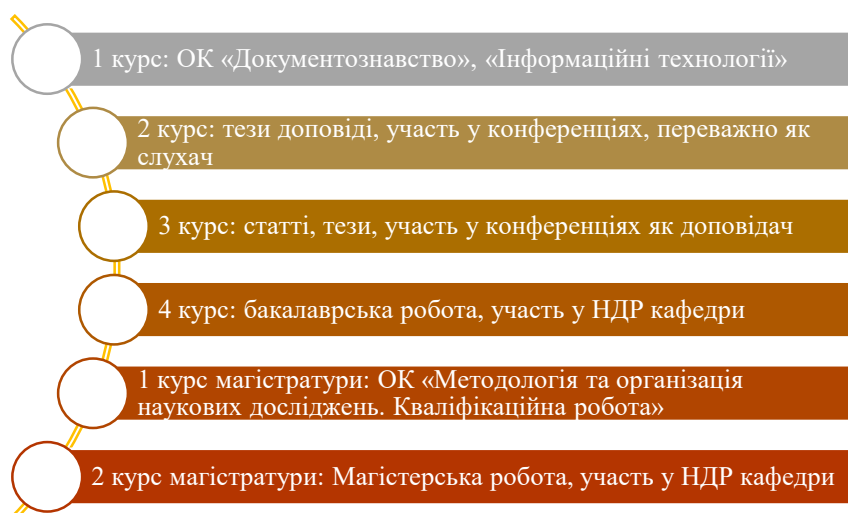 1 курс: ОК «Документознавство», «Інформаційні технології»
2 курс: тези доповіді, участь у конференціях, переважно як
слухач
3 курс: статті, тези, участь у конференціях як доповідач
4 курс: бакалаврська робота, участь у НДР кафедри
1 курс магістратури: ОК «Методологія та організація
наукових досліджень. Кваліфікаційна робота»
2 курс магістратури: Магістерська робота, участь у НДР кафедри